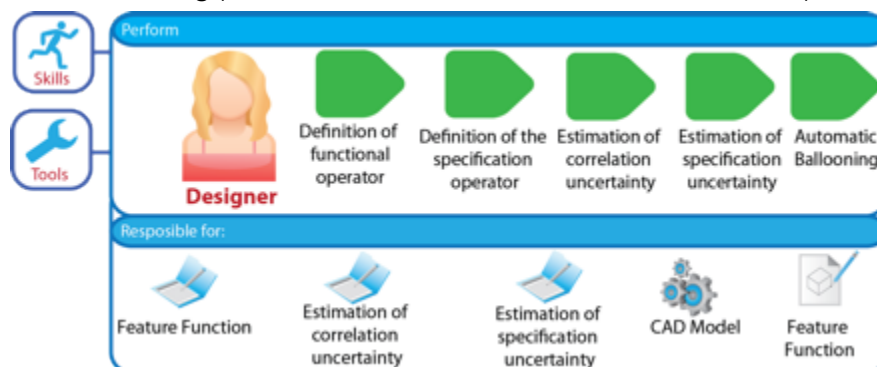 Perform
Skills
Tools
Designer
Definition of
functional
operator
Definition of the
specification
operator
Estimation of
correlation
uncertainty
Estimation of
specification
uncertainty
Automatic
Ballooning
Resposible for:
Feature Function
Estimation of
correlation
uncertainty
Estimation of
specification
uncertainty
CAD Model
Feature
Function